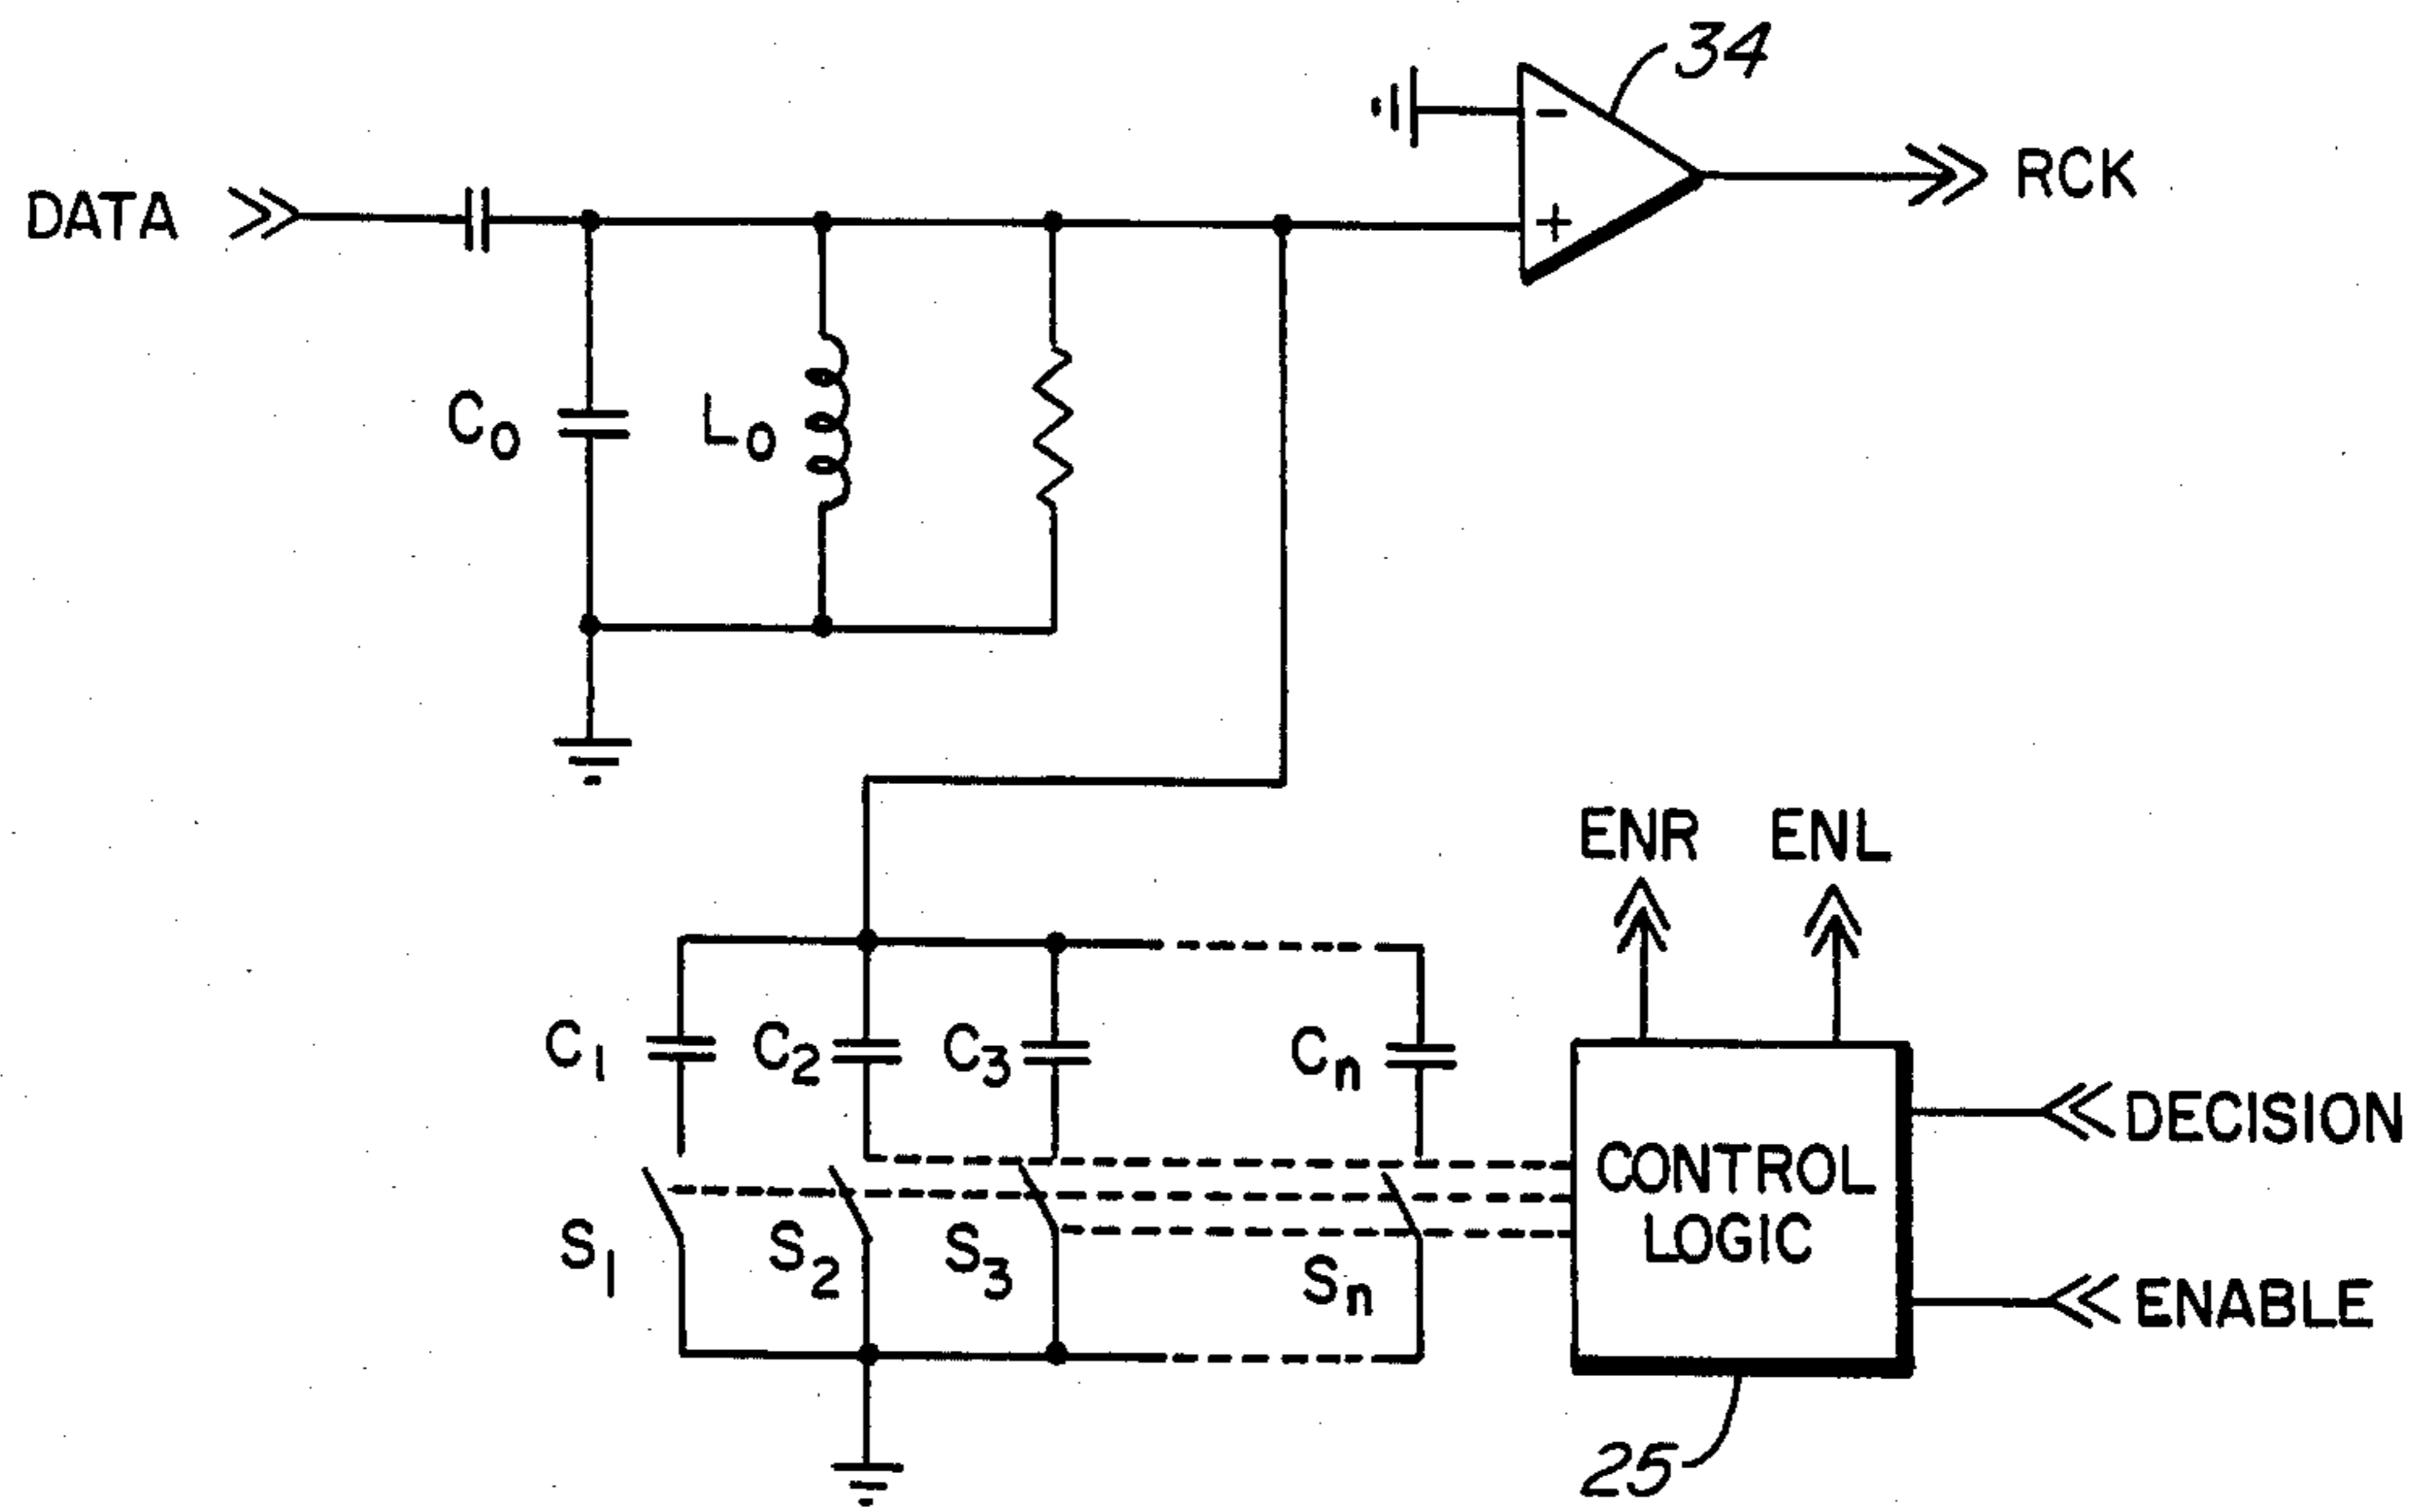 34
DATA
RCK
-
+
C0
L0
ENR ENL
C1 C2 C3 Cn
DECISION
CONTROL
LOGIC
S1 S2 S3 Sn
ENABLE
25